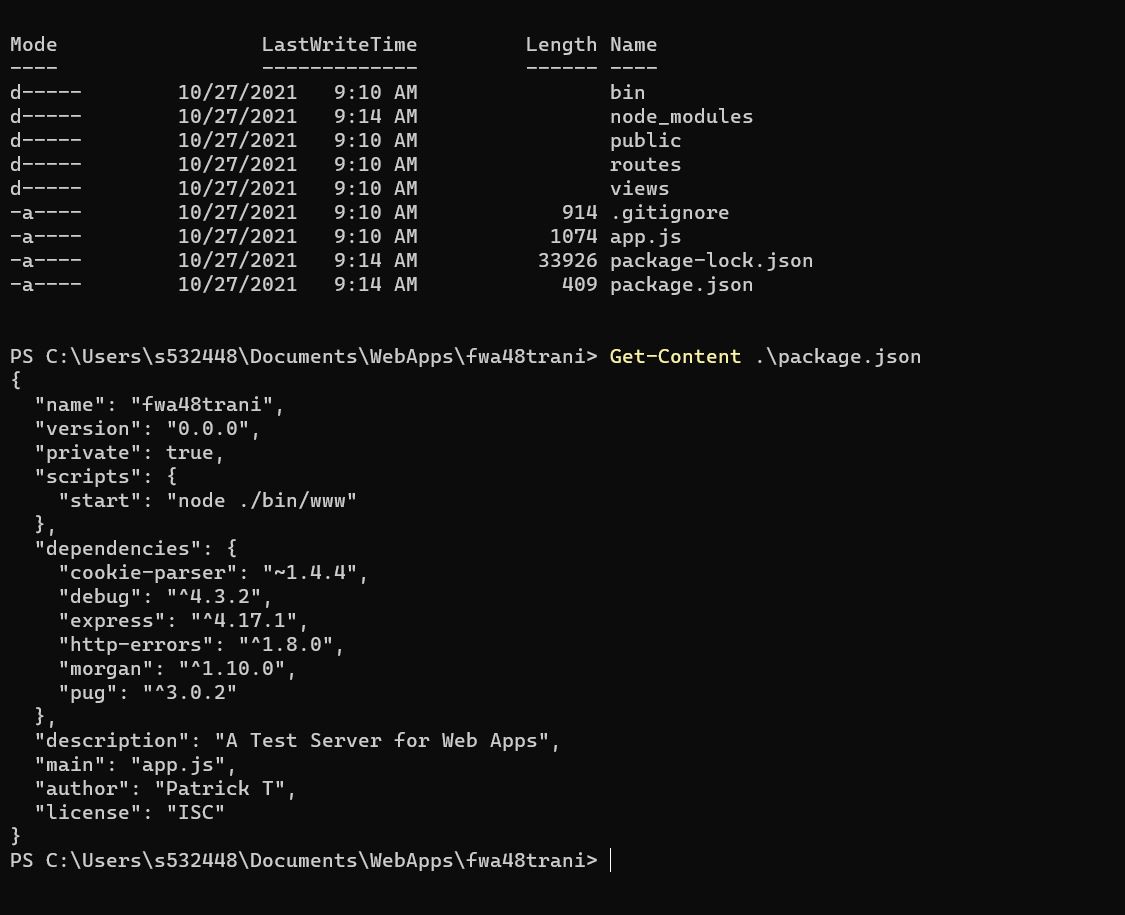 Mode                 LastWriteTime         Length Name
----                 -------------         ------ ----
d-----        10/27/2021   9:10 AM                bin
d-----        10/27/2021   9:14 AM                node_modules
d-----        10/27/2021   9:10 AM                public
d-----        10/27/2021   9:10 AM                routes
d-----        10/27/2021   9:10 AM                views
-a----        10/27/2021   9:10 AM            914 .gitignore
-a----        10/27/2021   9:10 AM           1074 app.js
-a----        10/27/2021   9:14 AM          33926 package-lock.json
-a----        10/27/2021   9:14 AM            409 package.json
PS C:\Users\s532448\Documents\WebApps\fwa48trani> Get-Content .\package.json
{
  "name": "fwa48trani",
  "version": "0.0.0",
  "private": true,
  "scripts": {
    "start": "node ./bin/www"
  },
  "dependencies": {
    "cookie-parser": "~1.4.4",
    "debug": "^4.3.2",
    "express": "^4.17.1",
    "http-errors": "^1.8.0",
    "morgan": "^1.10.0",
    "pug": "^3.0.2"
  },
  "description": "A Test Server for Web Apps",
  "main": "app.js",
  "author": "Patrick T",
  "license": "ISC"
}
PS C:\Users\s532448\Documents\WebApps\fwa48trani>